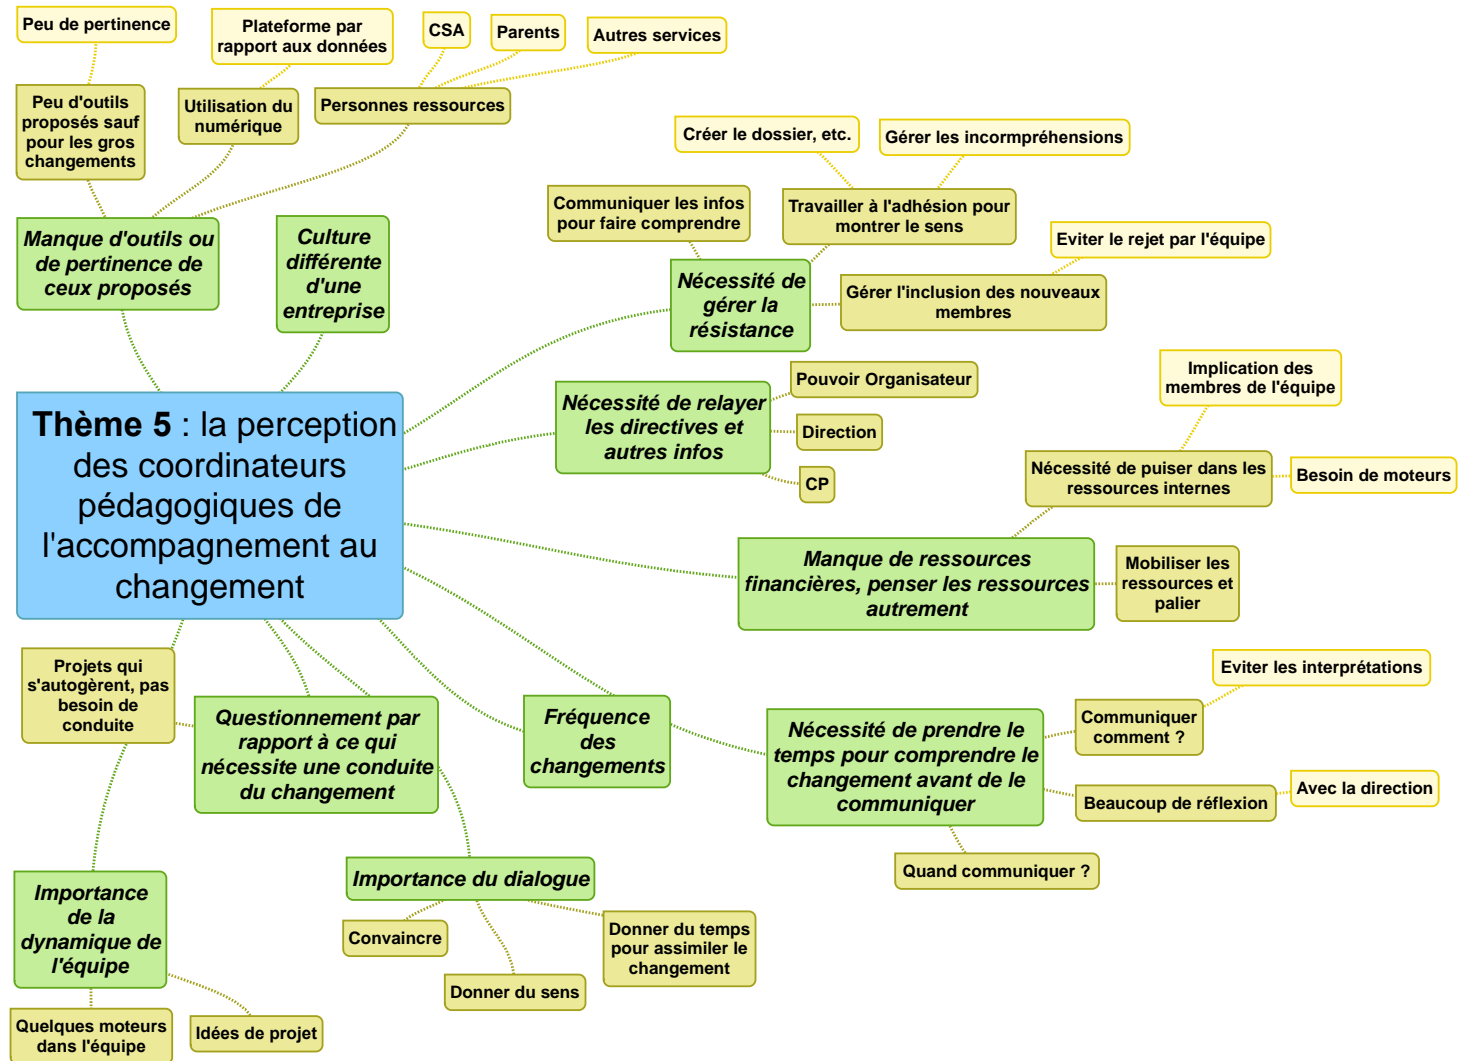 Peu de pertinence
Plateforme par
rapport aux données
CSA
Parents
Autres services
Peu d'outils
proposés sauf
pour les gros
changements
Utilisation du
numérique
Personnes ressources
Manque d'outils ou
de pertinence de
ceux proposés
Culture
différente
d'une
entreprise
Créer le dossier, etc.
Gérer les incormpréhensions
Communiquer les infos
pour faire comprendre
Travailler à l'adhésion pour
montrer le sens
Eviter le rejet par l'équipe
Nécessité de
gérer la
résistance
Gérer l'inclusion des nouveaux
membres
Thème 5 : la perception
des coordinateurs
pédagogiques de
l'accompagnement au
changement
Nécessité de relayer
les directives et
autres infos
Pouvoir Organisateur
Direction
CP
Implication des
membres de l'équipe
Nécessité de puiser dans les
ressources internes
Besoin de moteurs
Manque de ressources
financières, penser les ressources
autrement
Mobiliser les
ressources et
palier
Projets qui
s'autogèrent, pas
besoin de
conduite
Questionnement par
rapport à ce qui
nécessite une conduite
du changement
Fréquence
des
changements
Nécessité de prendre le
temps pour comprendre le
changement avant de le
communiquer
Eviter les interprétations
Communiquer
comment ?
Beaucoup de réflexion
Avec la direction
Quand communiquer ?
Importance
de la
dynamique de
l'équipe
Importance du dialogue
Convaincre
Donner du sens
Donner du temps
pour assimiler le
changement
Quelques moteurs
dans l'équipe
Idées de projet